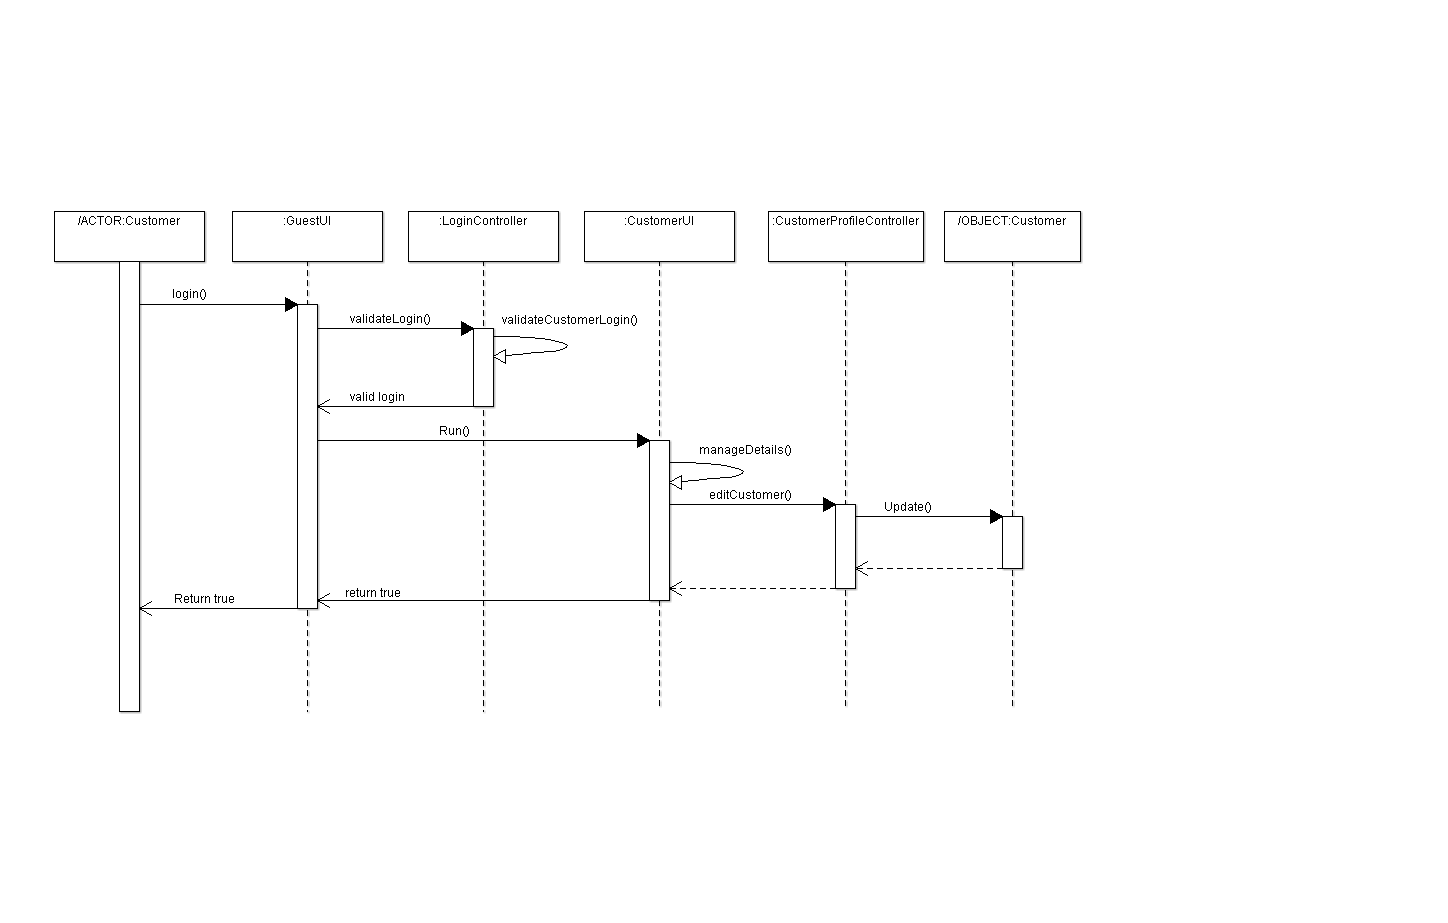 /ACTOR:Customer
:GuestUI
:LoginController
:CustomerUI
:CustomerProfileController
/OBJECT:Customer
login()
validateLogin()
validateCustomerLogin()
valid login
Run()
manageDetails()
editCustomer()
Update()
return true
Return true